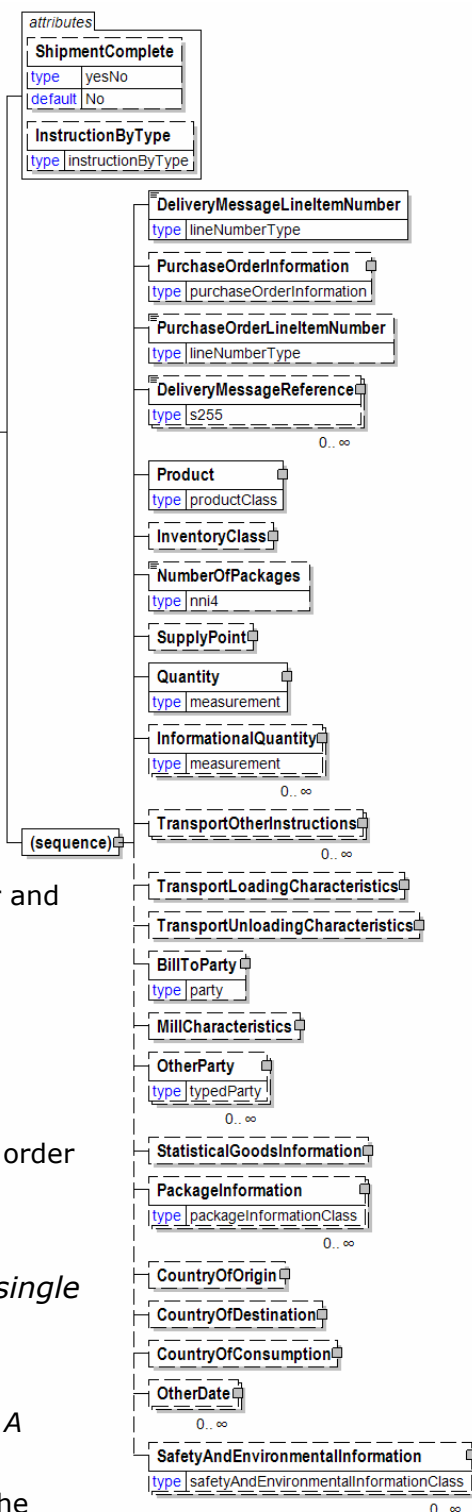 attributes
ShipmentComplete
type yesNo
default No
InstructionByType
type instructionByType
DeliveryMessageLineItemNumber
type lineNumberType
PurchaseOrderInformation
type purchaseOrderInformation
PurchaseOrderLineItemNumber
type lineNumberType
DeliveryMessageReference
type s255
0.. ∞
Product
type productClass
InventoryClass
NumberOfPackages
type nni4
SupplyPoint
Quantity
type measurement
InformationalQuantity
type measurement
0.. ∞
(sequence)
TransportOtherInstructions
0.. ∞
and
TransportLoadingCharacteristics
TransportUnloadingCharacteristics
BillToParty
type party
MillCharacteristics
OtherParty
type typedParty
0.. ∞
order
StatisticalGoodsInformation
PackageInformation
type packageInformationClass
0.. ∞
single
CountryOfOrigin
CountryOfDestination
CountryOfConsumption
A
OtherDate
0.. ∞
SafetyAndEnvironmentalInformation
type safetyAndEnvironmentalInformationClass
0.. ∞